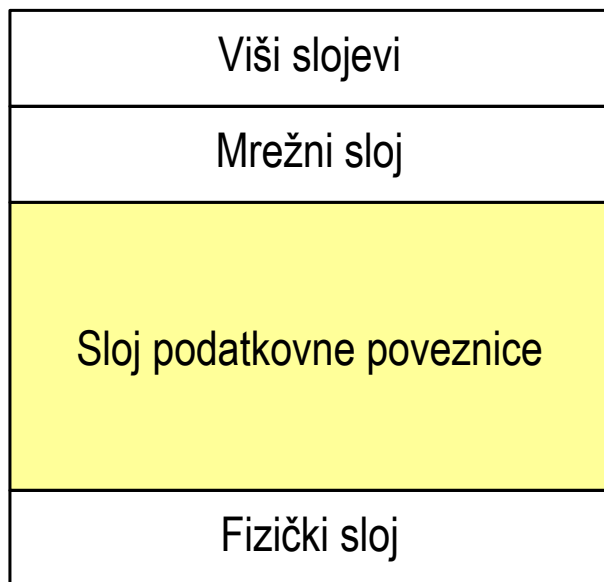 Viši slojevi
Mrežni sloj
Sloj podatkovne poveznice
Fizički sloj